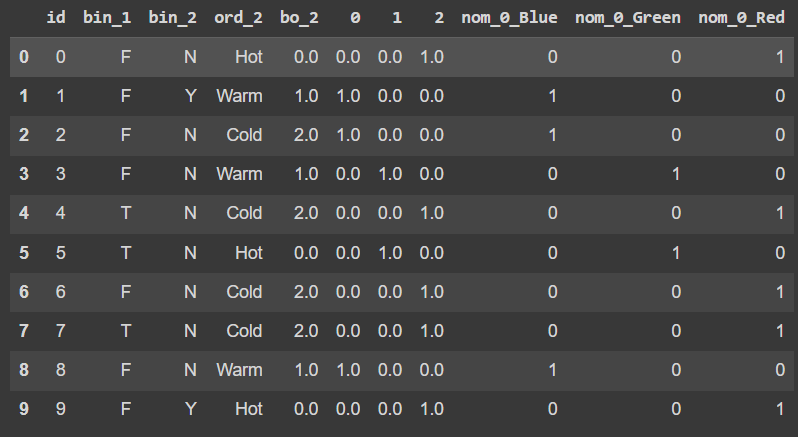 id bin_1 bin_2 ord_2 bo_2 0 1 2 nom_0_Blue nom_0_Green nom_0_Red
0 0 F N Hot 0.0 0.0 0.0 1.0 0 0 1
1 1 F Y Warm 1.0 1.0 0.0 0.0 1 0 0
2 2 F N Cold 2.0 1.0 0.0 0.0 1 0 0
3 3 F N Warm 1.0 0.0 1.0 0.0 0 1 0
4 4 T N Cold 2.0 0.0 0.0 1.0 0 0 1
5 5 T N Hot 0.0 0.0 1.0 0.0 0 1 0
6 6 F N Cold 2.0 0.0 0.0 1.0 0 0 1
7 7 T N Cold 2.0 0.0 0.0 1.0 0 0 1
8 8 F N Warm 1.0 1.0 0.0 0.0 1 0 0
9 9 F Y Hot 0.0 0.0 0.0 1.0 0 0 1